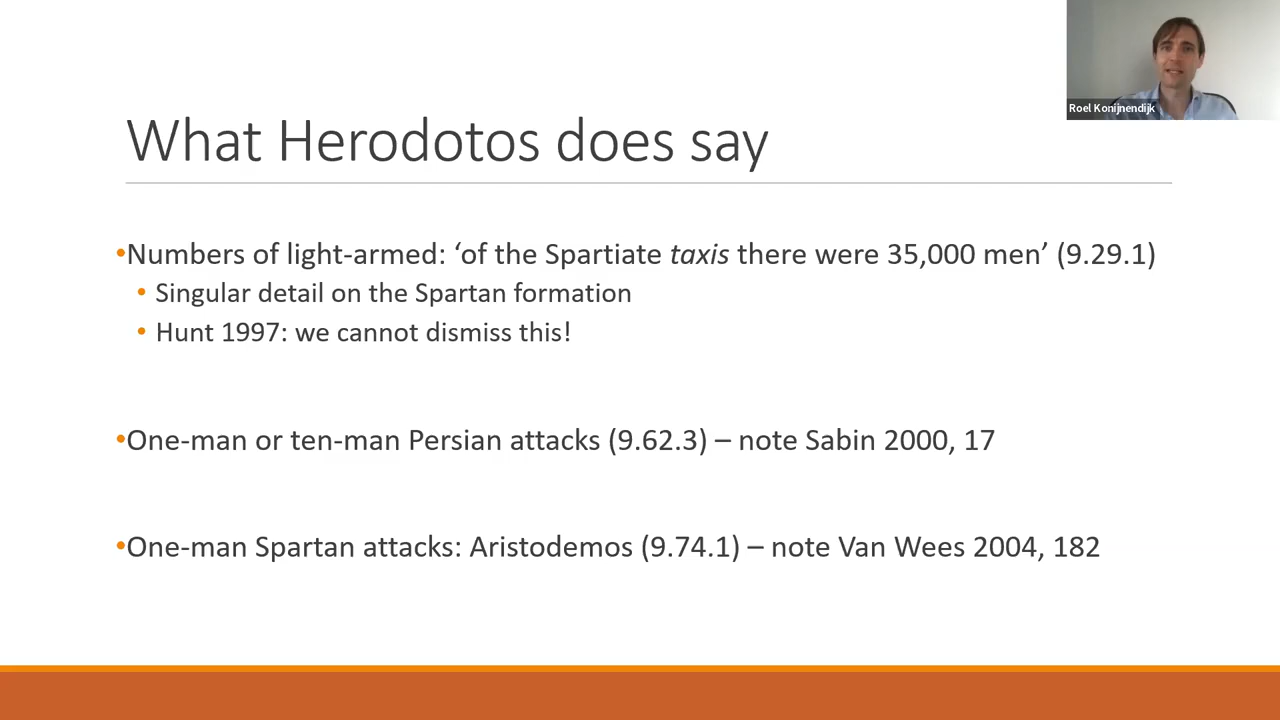 Roel Konijnendijk
What Herodotos does say
•Numbers of light-armed: ‘of the Spartiate taxis there were 35,000 men’ (9.29.1)
• Singular detail on the Spartan formation
• Hunt 1997: we cannot dismiss this!
•One-man or ten-man Persian attacks (9.62.3) – note Sabin 2000, 17
•One-man Spartan attacks: Aristodemos (9.74.1) – note Van Wees 2004, 182